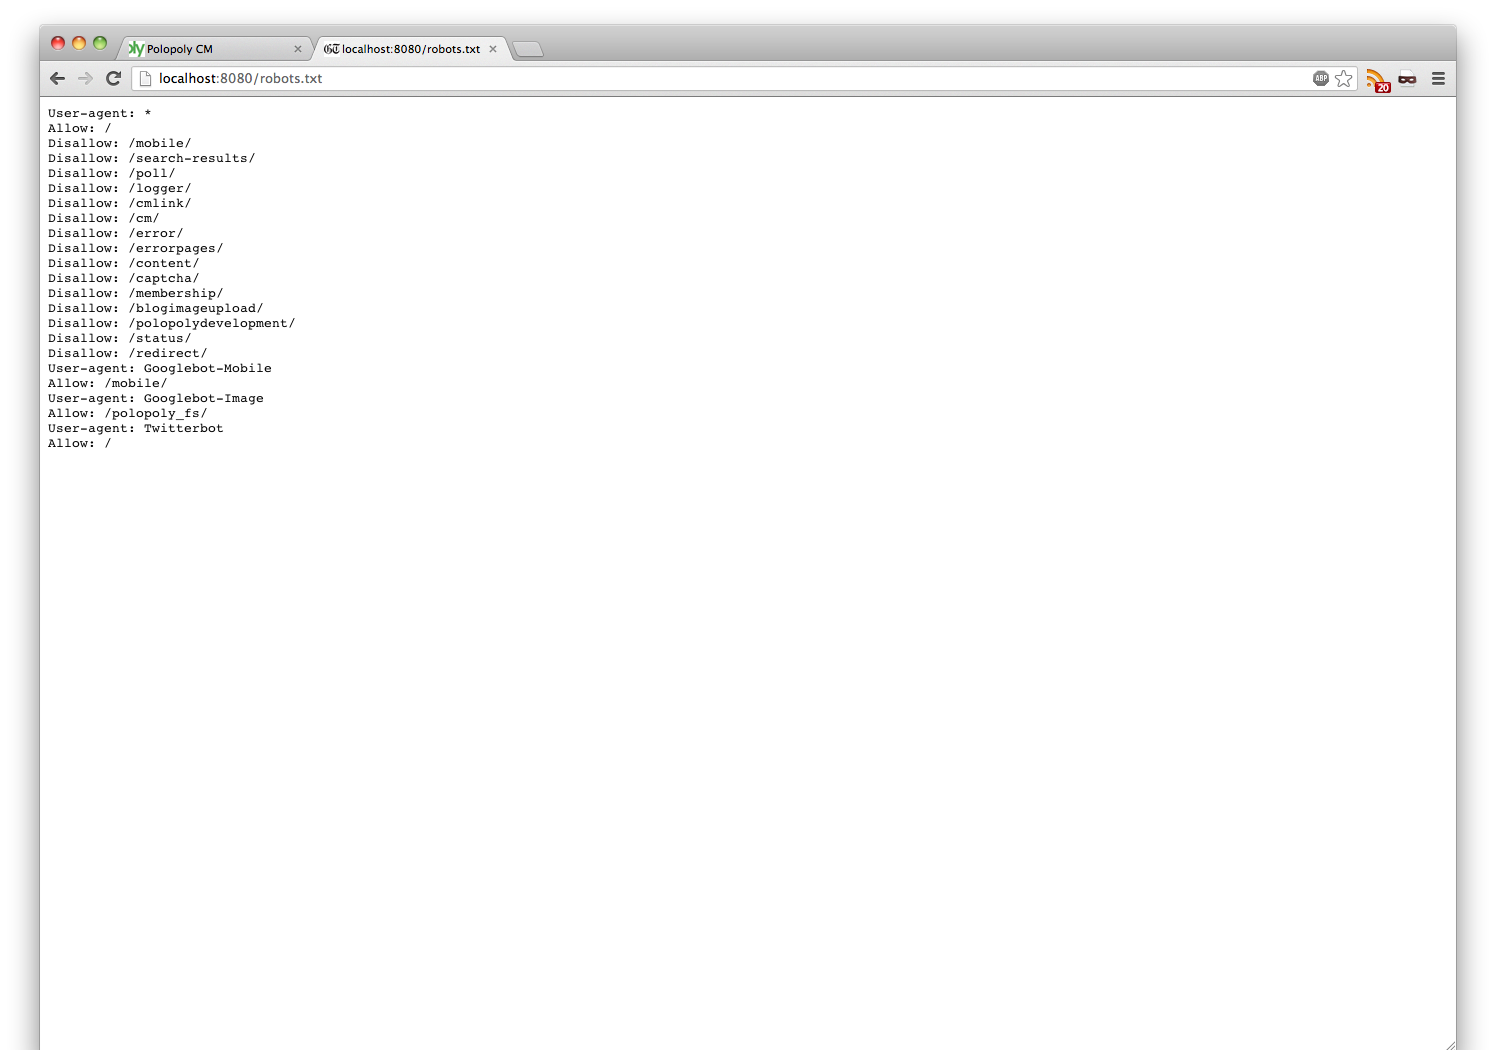 Polopoly CM
localhost:8080/robots.txt
localhost:8080/robots.txt
ABP
20
User-agent: *
Allow: /
Disallow: /mobile/
Disallow: /search-results/
Disallow: /poll/
Disallow: /logger/
Disallow: /cmlink/
Disallow: /cm/
Disallow: /error/
Disallow: /errorpages/
Disallow: /content/
Disallow: /captcha/
Disallow: /membership/
Disallow: /blogimageupload/
Disallow: /polopolydevelopment/
Disallow: /status/
Disallow: /redirect/
User-agent: Googlebot-Mobile
Allow: /mobile/
User-agent: Googlebot-Image
Allow: /polopoly_fs/
User-agent: Twitterbot
Allow: /